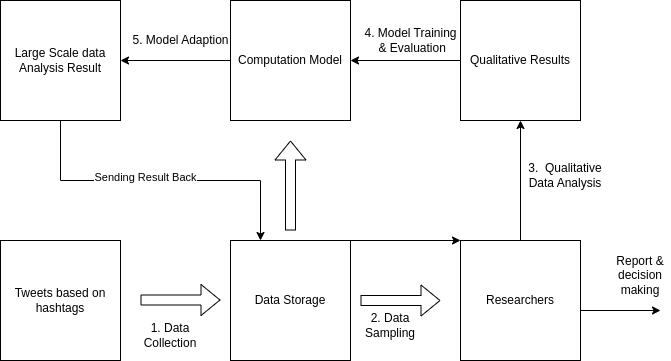 Large Scale data
Analysis Result
5. Model Adaption
Computation Model
4. Model Training
& Evaluation
Qualitative Results
3.  Qualitative
Data Analysis
Sending Result Back
Tweets based on
hashtags
1. Data
Collection
Data Storage
2. Data
Sampling
Researchers
Report &
decision
making